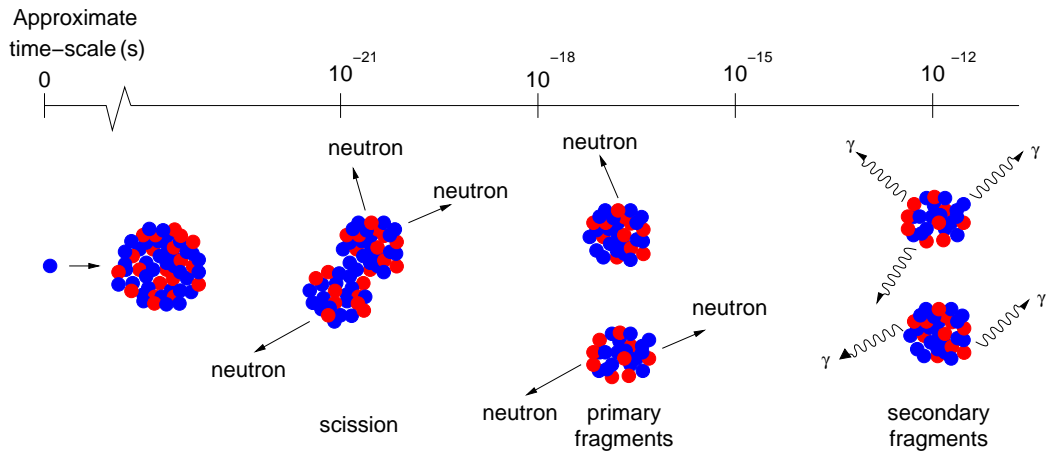 Approximate
time−scale (s)
0
10−21
10−18
10−15
10−12
neutron
neutron
neutron
neutron
neutron
neutron
γ
γ
γ
γ
γ
scission
primary
fragments
secondary
fragments